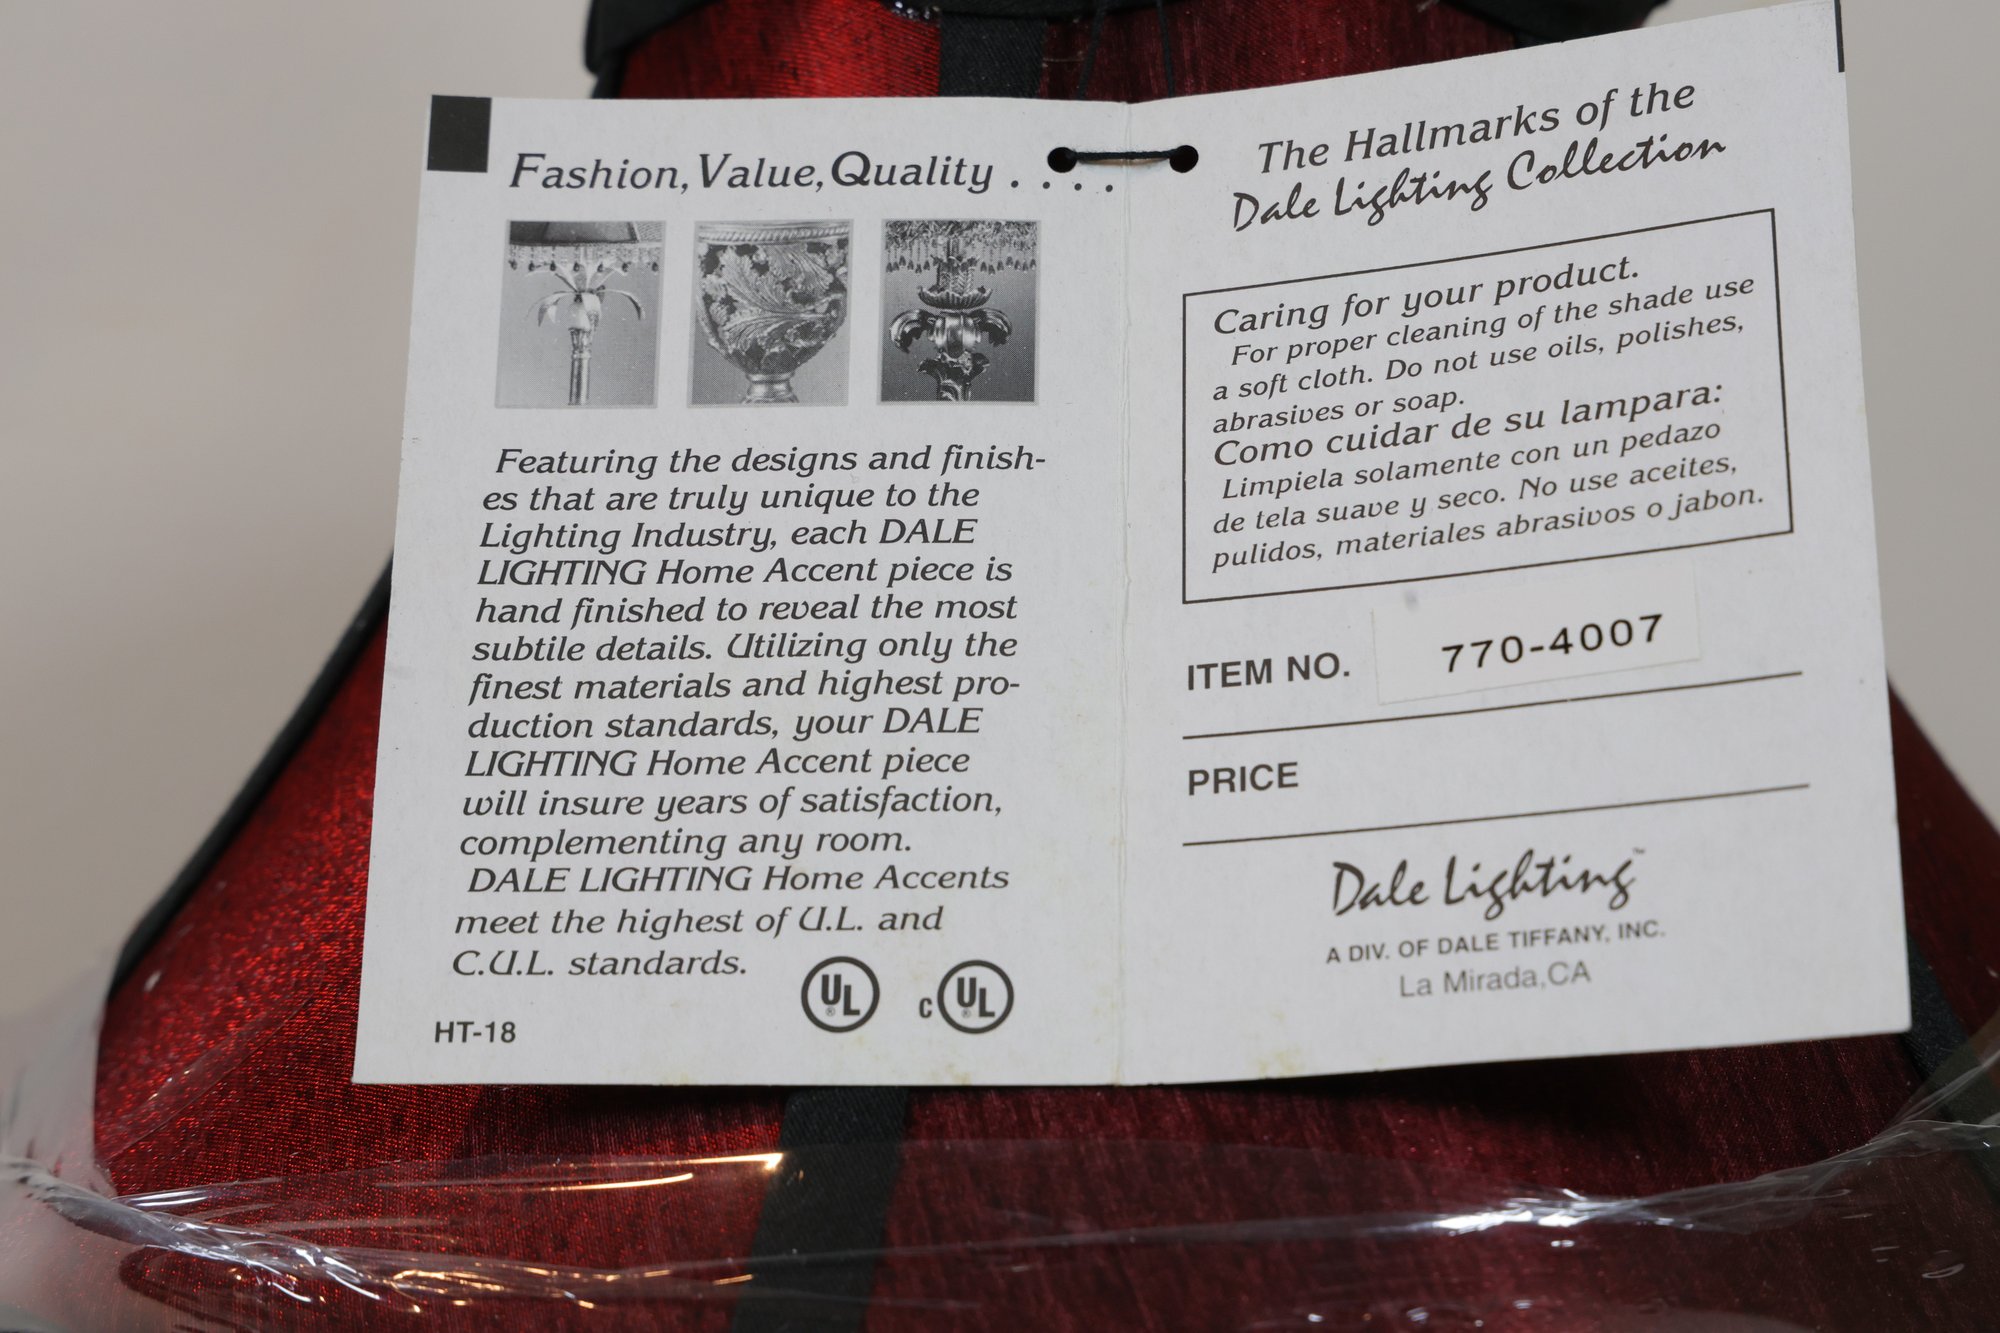 Fashion, Value, Quality . . . .
Featuring the designs and finish-
es that are truly unique to the
Lighting Industry, each DALE
LIGHTING Home Accent piece is
hand finished to reveal the most
subtile details. Utilizing only the
finest materials and highest pro-
duction standards, your DALE
LIGHTING Home Accent piece
will insure years of satisfaction,
complementing any room.
DALE LIGHTING Home Accents
meet the highest of U.L. and
C.U.L. standards.
UL ® c UL ®
HT-18
The Hallmarks of the
Dale Lighting Collection
Caring for your product.
For proper cleaning of the shade use
a soft cloth. Do not use oils, polishes,
abrasives or soap.
Como cuidar de su lampara:
Limpiela solamente con un pedazo
de tela suave y seco. No use aceites,
pulidos, materiales abrasivos o jabon.
ITEM NO. 770-4007
PRICE
Dale Lighting™
A DIV. OF DALE TIFFANY, INC.
La Mirada,CA